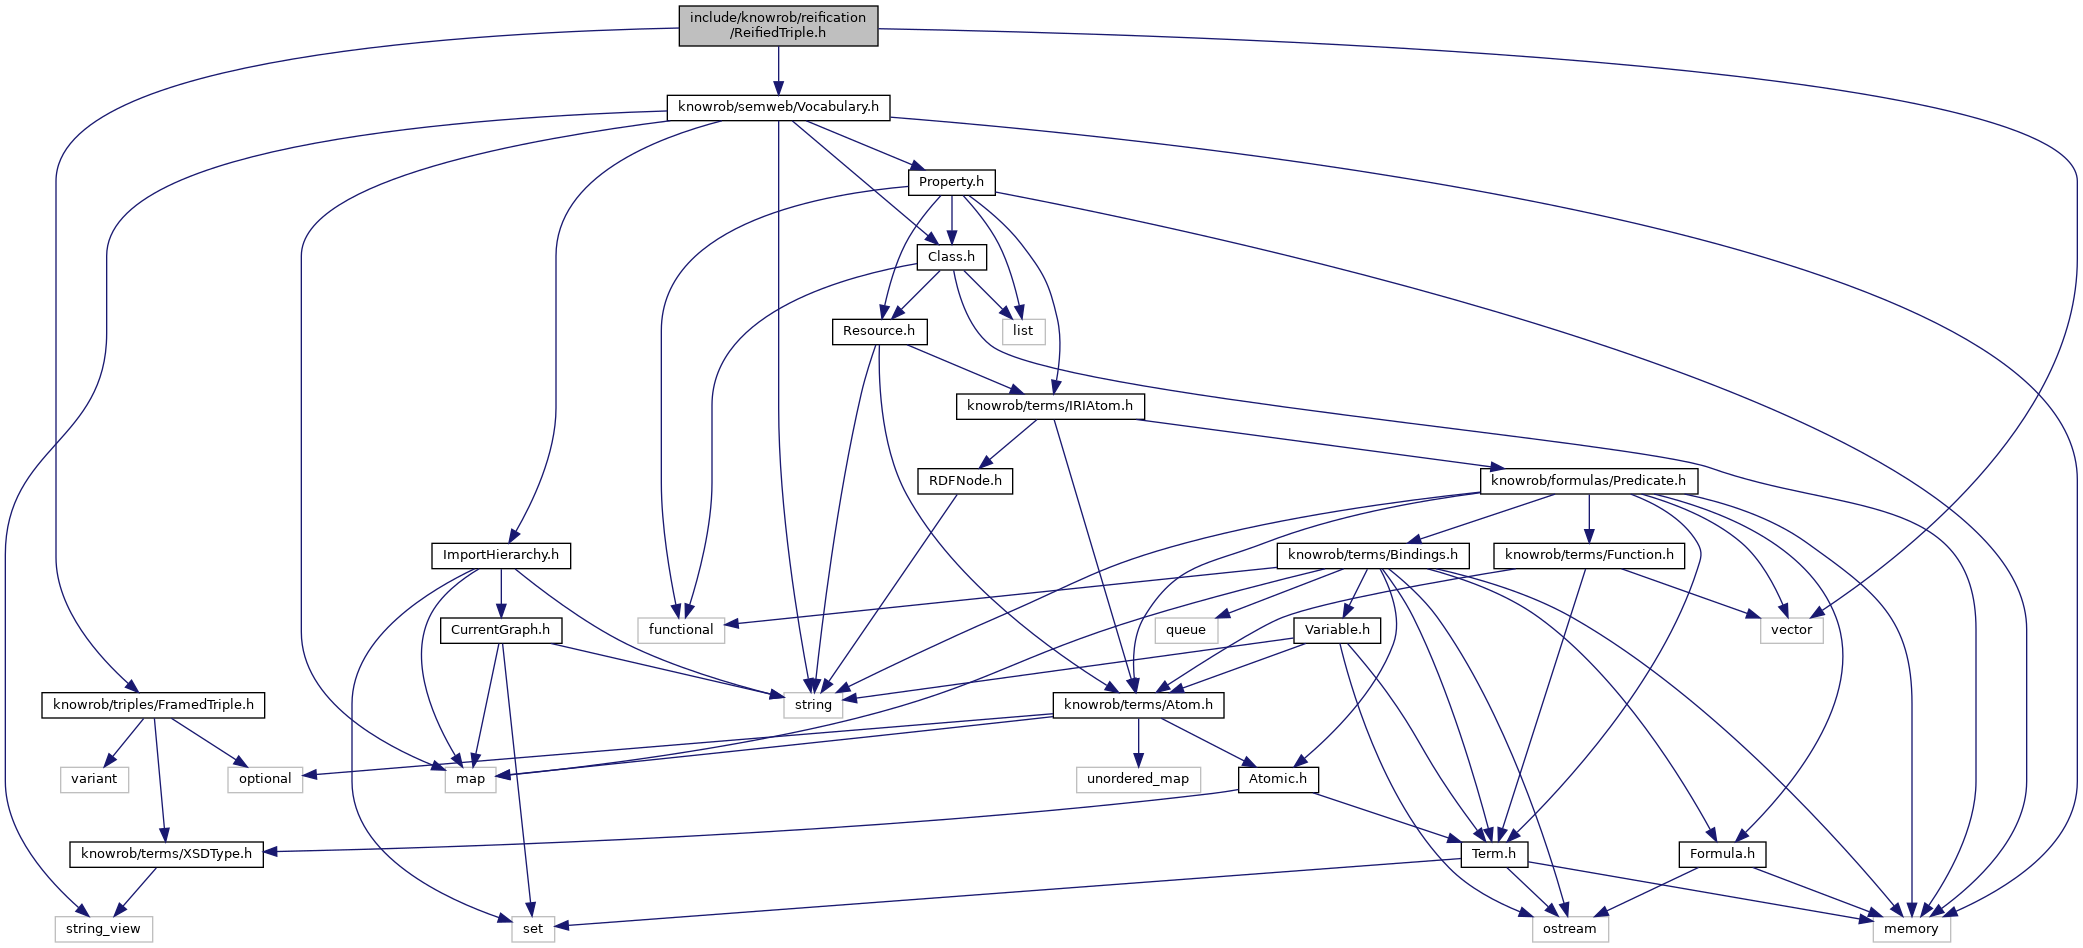 include/knowrob/reification
/ReifiedTriple.h
knowrob/semweb/Vocabulary.h
Property.h
Class.h
Resource.h
list
knowrob/terms/IRIAtom.h
RDFNode.h
knowrob/formulas/Predicate.h
ImportHierarchy.h
knowrob/terms/Bindings.h
knowrob/terms/Function.h
CurrentGraph.h
functional
queue
Variable.h
vector
knowrob/triples/FramedTriple.h
string
knowrob/terms/Atom.h
variant
optional
map
unordered_map
Atomic.h
knowrob/terms/XSDType.h
Term.h
Formula.h
string_view
set
ostream
memory